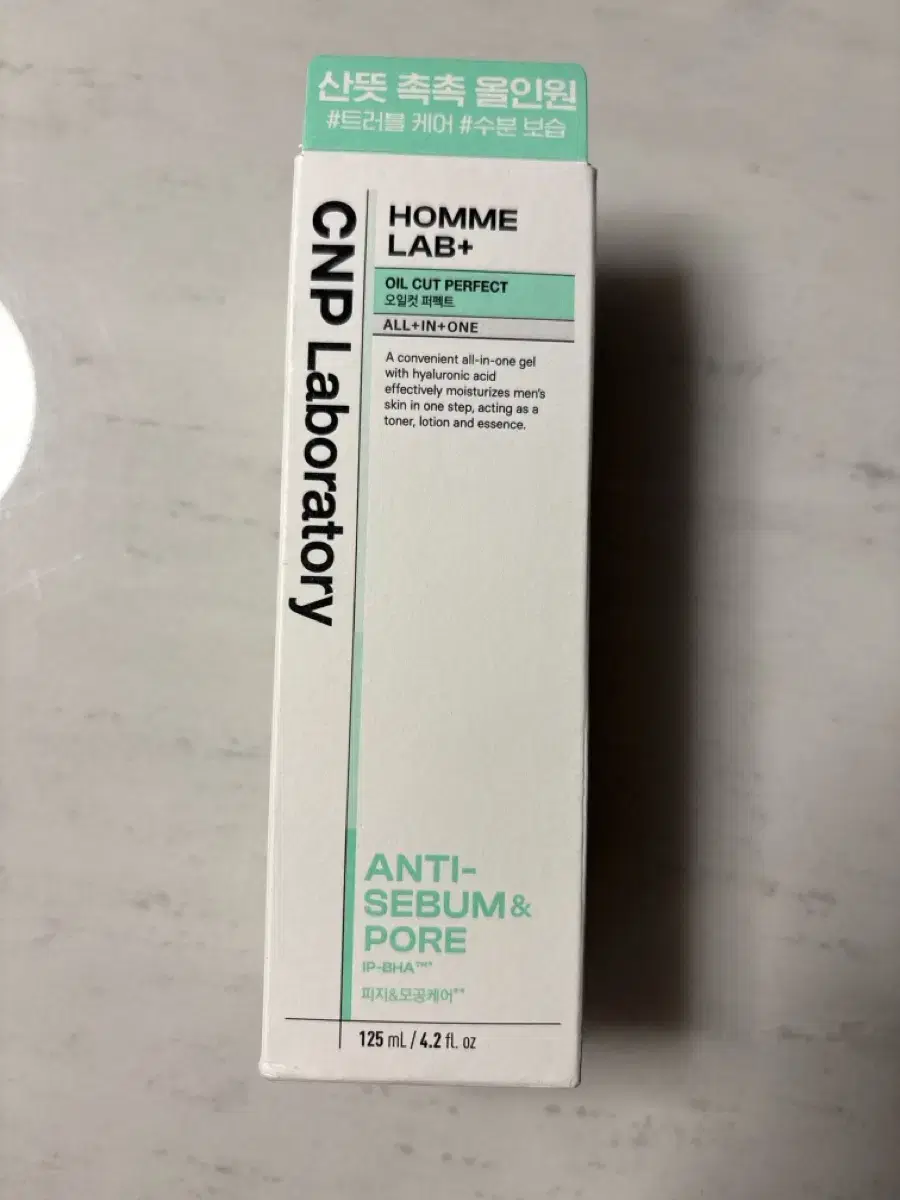 산뜻 촉촉 올인원
#트러블 케어 #수분 보습
CNP Laboratory
HOMME
LAB+
OIL CUT PERFECT
오일컷 퍼펙트
ALL+IN+ONE
A convenient all-in-one gel
with hyaluronic acid
effectively moisturizes men's
skin in one step, acting as a
toner, lotion and essence.
ANTI-
SEBUM&
PORE
IP-BHA™*
피지&모공케어**
125 mL / 4.2 fl. oz